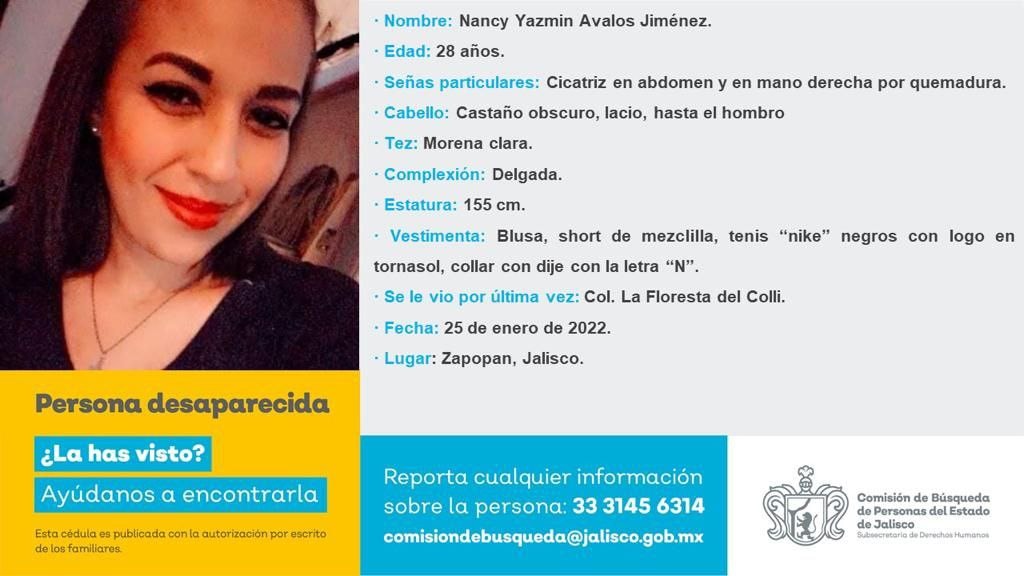 · Nombre: Nancy Yazmin Avalos Jiménez.
· Edad: 28 años.
· Señas particulares: Cicatriz en abdomen y en mano derecha por quemadura.
· Cabello: Castaño obscuro, lacio, hasta el hombro
· Tez: Morena clara.
· Complexión: Delgada.
· Estatura: 155 cm.
· Vestimenta: Blusa, short de mezclilla, tenis “nike” negros con logo en
tornasol, collar con dije con la letra “N”.
· Se le vio por última vez: Col. La Floresta del Colli.
· Fecha: 25 de enero de 2022.
· Lugar: Zapopan, Jalisco.
Persona desaparecida
¿La has visto?
Ayúdanos a encontrarla
Esta cédula es publicada con la autorización por escrito
de los familiares.
Reporta cualquier información
sobre la persona: 33 3145 6314
comisiondebusqueda@jalisco.gob.mx
Comisión de Búsqueda
de Personas del Estado
de Jalisco
Subsecretaría de Derechos Humanos